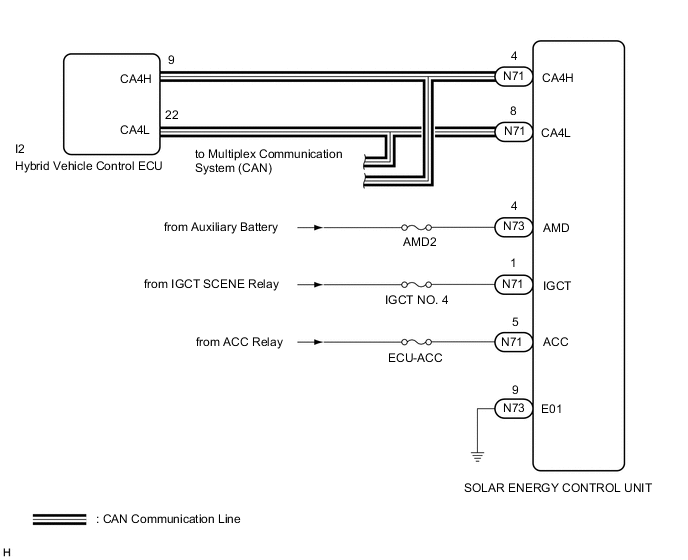 9
4
CA4H
N71
CA4H
22
8
CA4L
N71
CA4L
I2
Hybrid Vehicle Control ECU
to Multiplex Communication
System (CAN)
4
from Auxiliary Battery
N73
AMD
AMD2
1
from IGCT SCENE Relay
N71
IGCT
IGCT NO. 4
5
from ACC Relay
N71
ACC
ECU-ACC
9
N73
E01
SOLAR ENERGY CONTROL UNIT
: CAN Communication Line
H